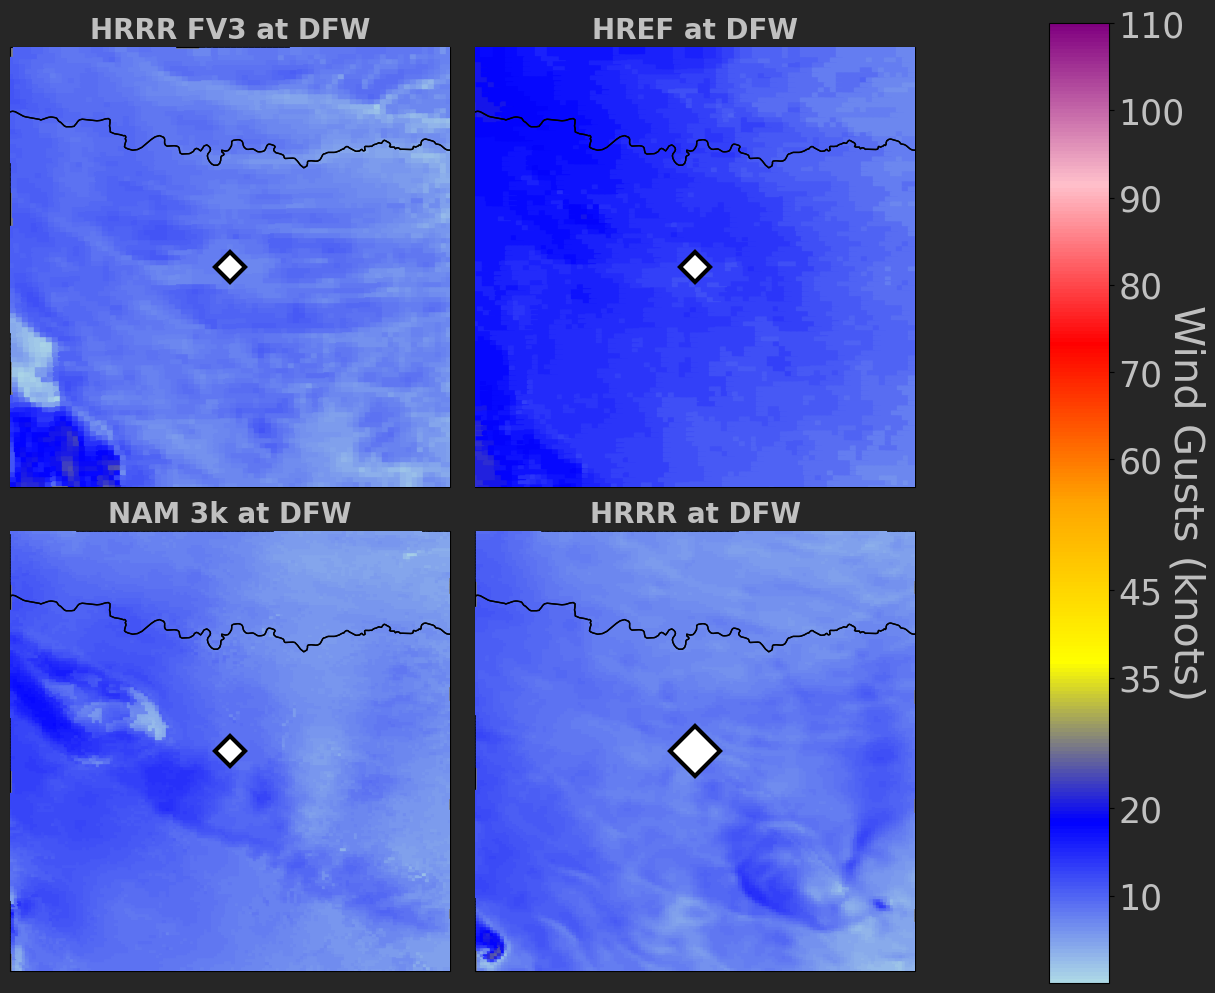 HRRR FV3 at DFW
HREF at DFW
NAM 3k at DFW
HRRR at DFW
110
100
90
80
70
60
45
35
20
10
Wind Gusts (knots)